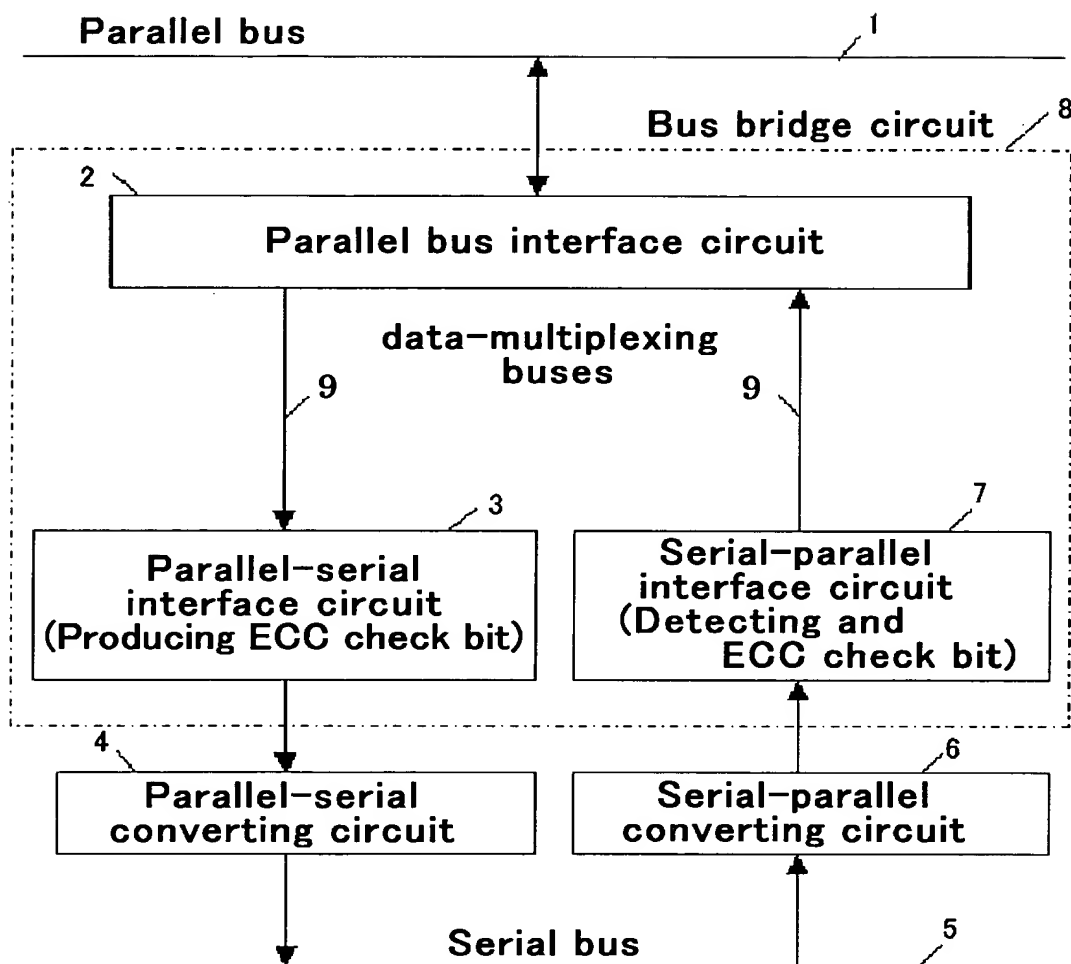 Parallel bus
1
Bus bridge circuit
8
2
Parallel bus interface circuit
data-multiplexing
buses
9
9
3
Parallel-serial
interface circuit
(Producing ECC check bit)
7
Serial-parallel
interface circuit
(Detecting and
ECC check bit)
4
Parallel-serial
converting circuit
6
Serial-parallel
converting circuit
Serial bus
5